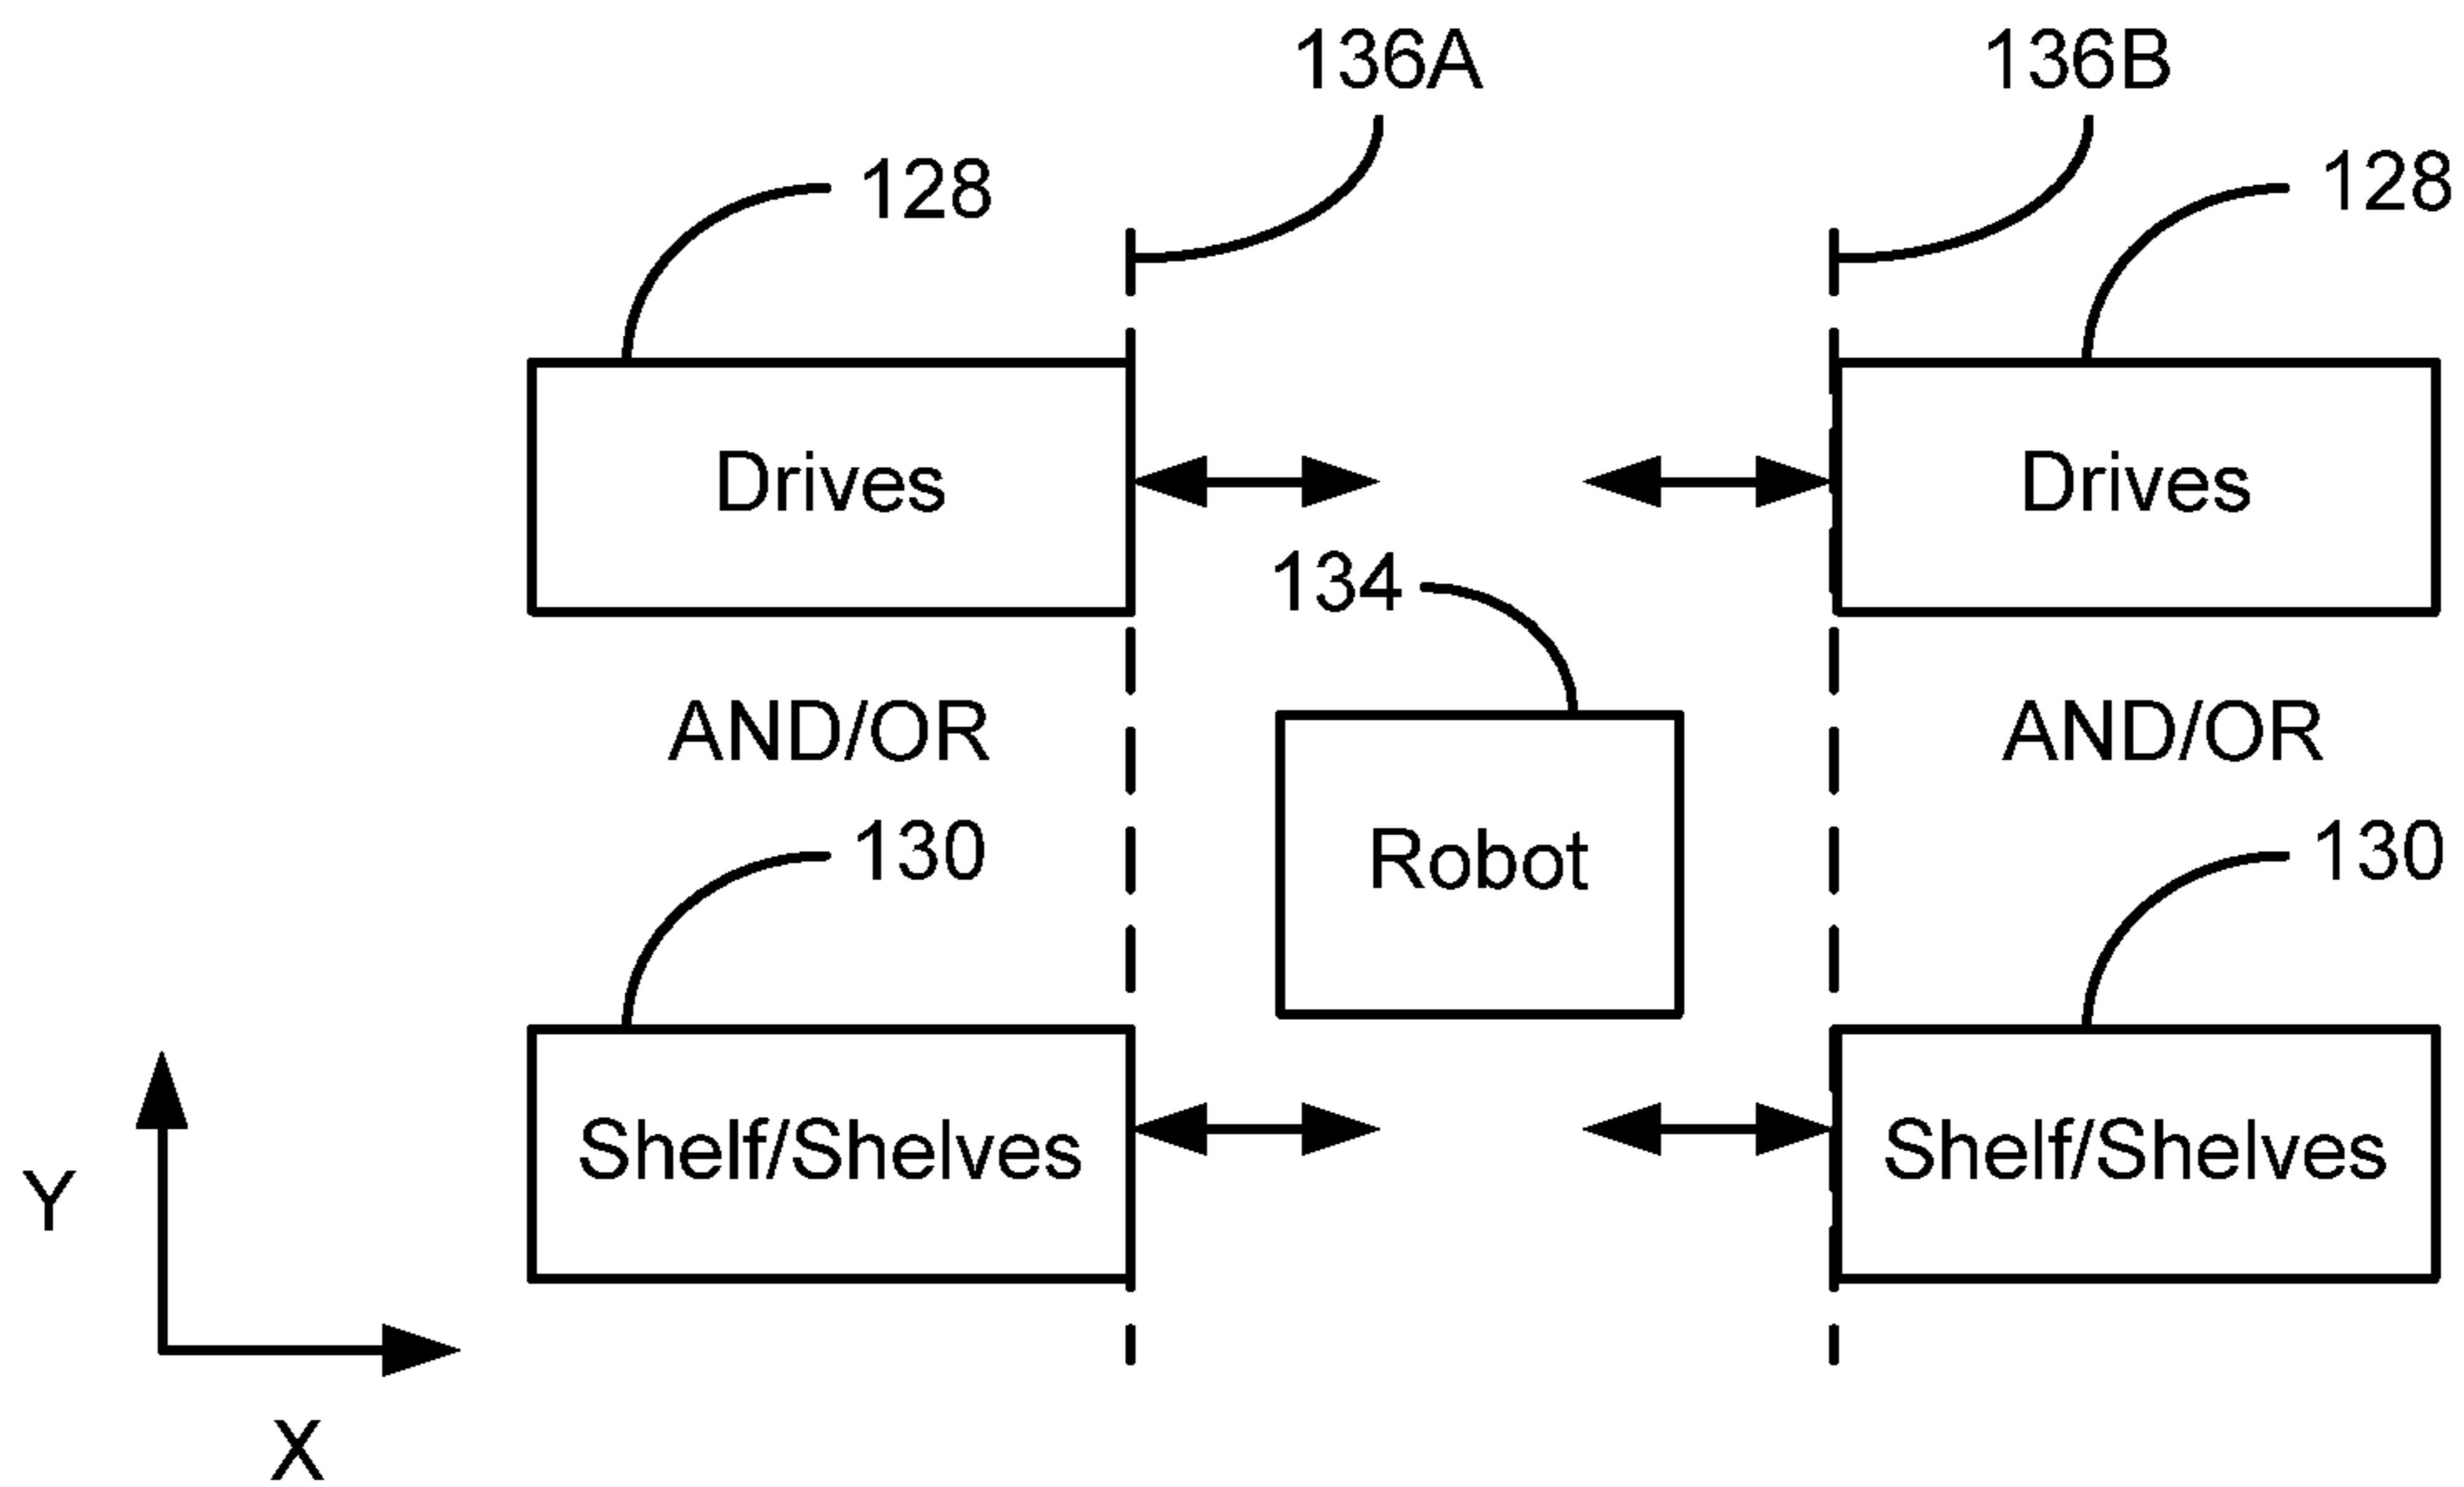 136A
136B
128
128
Drives
Drives
134
AND/OR
AND/OR
130
Robot
130
Shelf/Shelves
Shelf/Shelves
Y
X